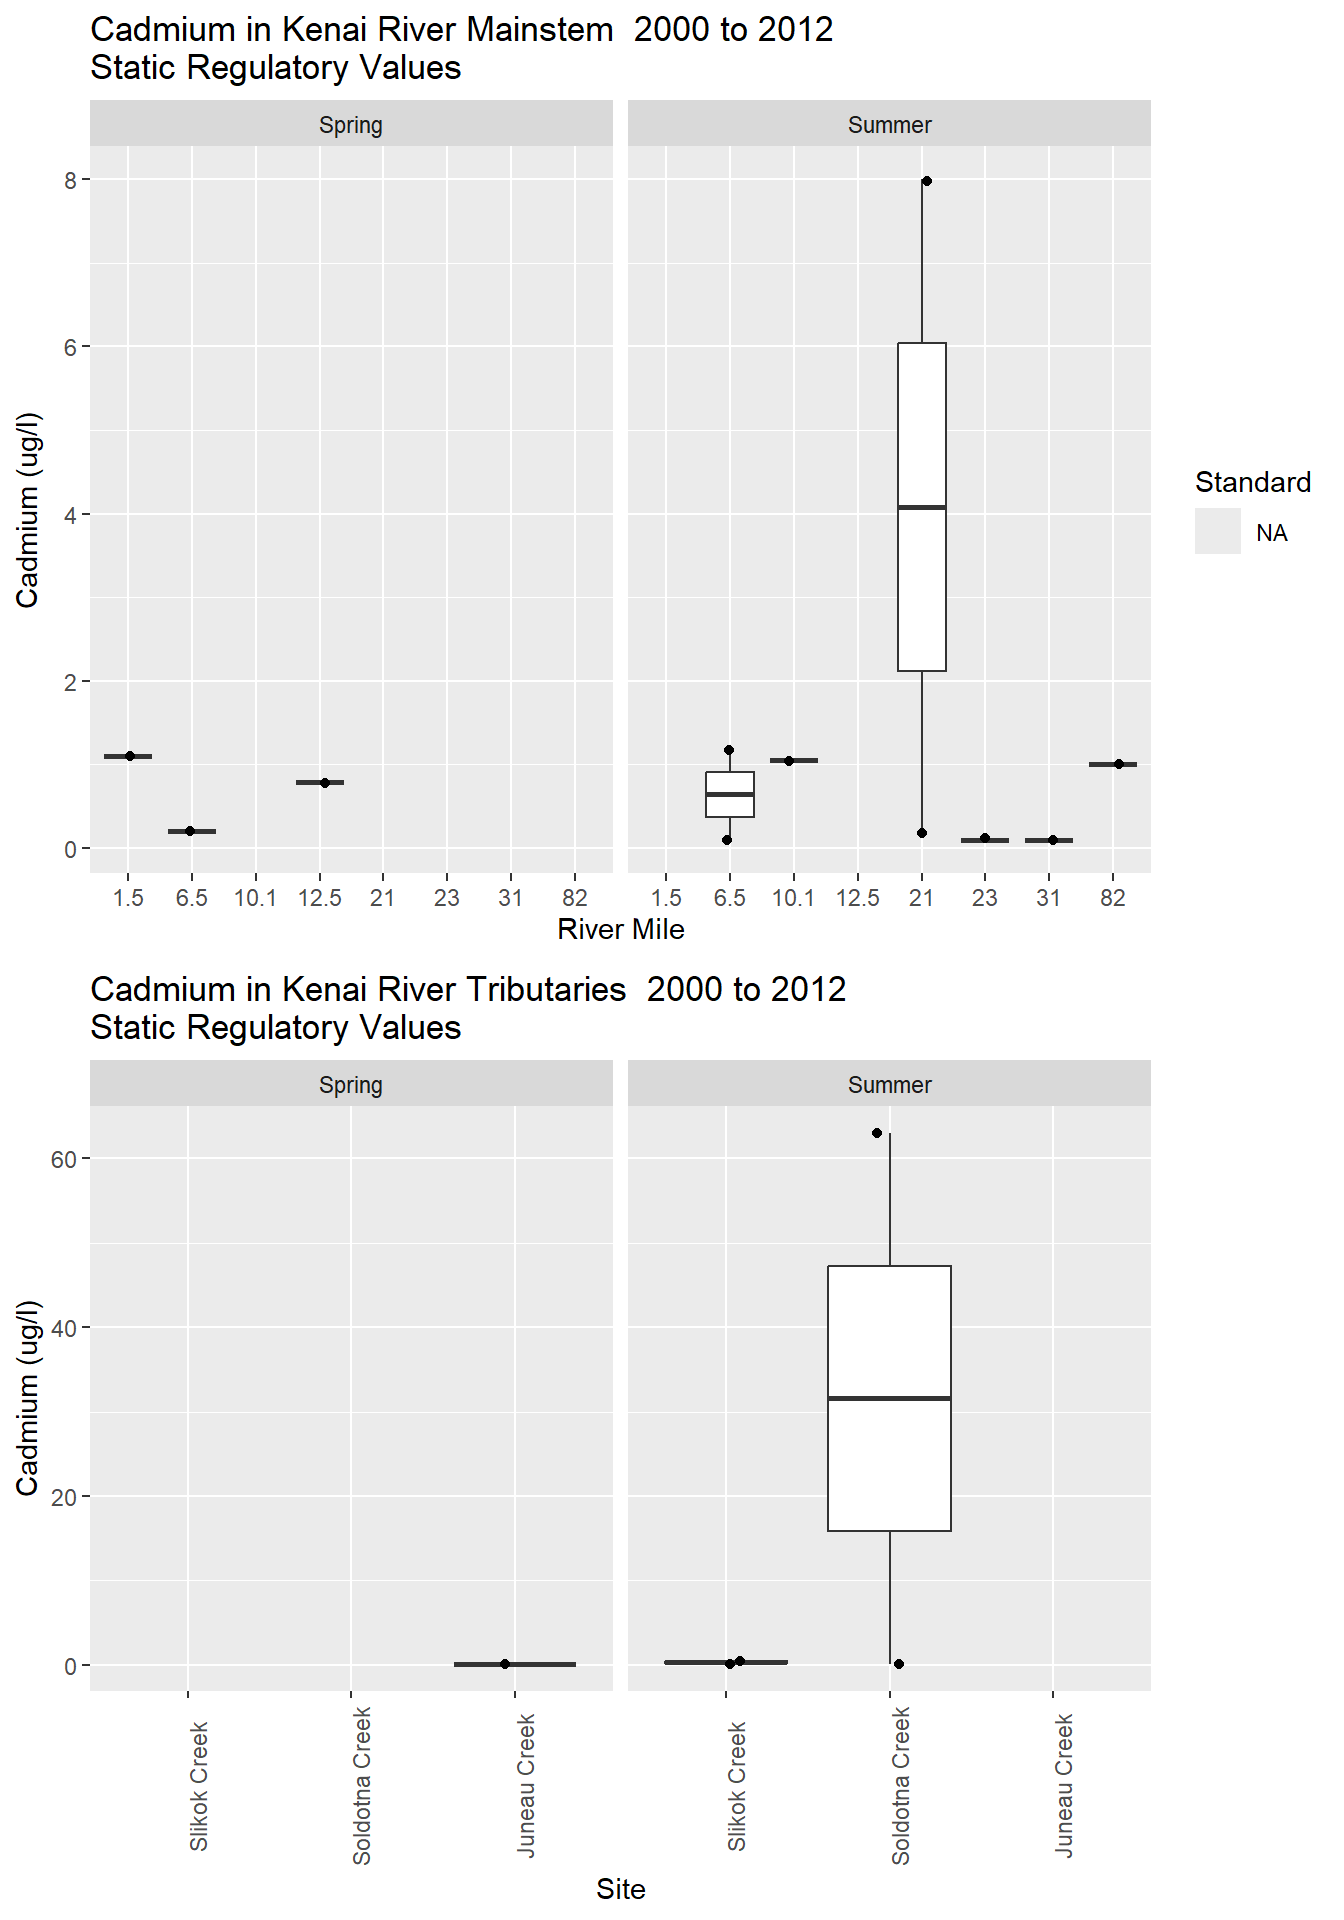 Cadmium in Kenai River Mainstem  2000 to 2012
Static Regulatory Values
Spring
Summer
8
6
4
2
0
Cadmium (ug/l)
1.5 6.5 10.1 12.5 21 23 31 82
1.5 6.5 10.1 12.5 21 23 31 82
River Mile
Standard
NA
Cadmium in Kenai River Tributaries  2000 to 2012
Static Regulatory Values
Spring
Summer
60
40
20
0
Cadmium (ug/l)
Slikok Creek
Soldotna Creek
Juneau Creek
Slikok Creek
Soldotna Creek
Juneau Creek
Site